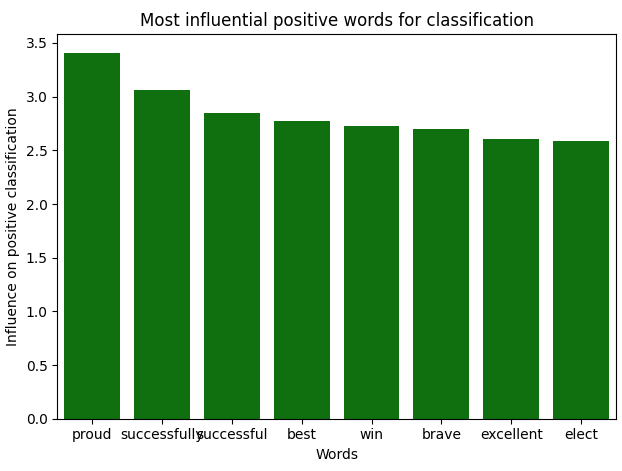 Most influential positive words for classification
Influence on positive classification
3.5
3.0
2.5
2.0
1.5
1.0
0.5
0.0
proud successfully successful best win brave excellent elect
Words